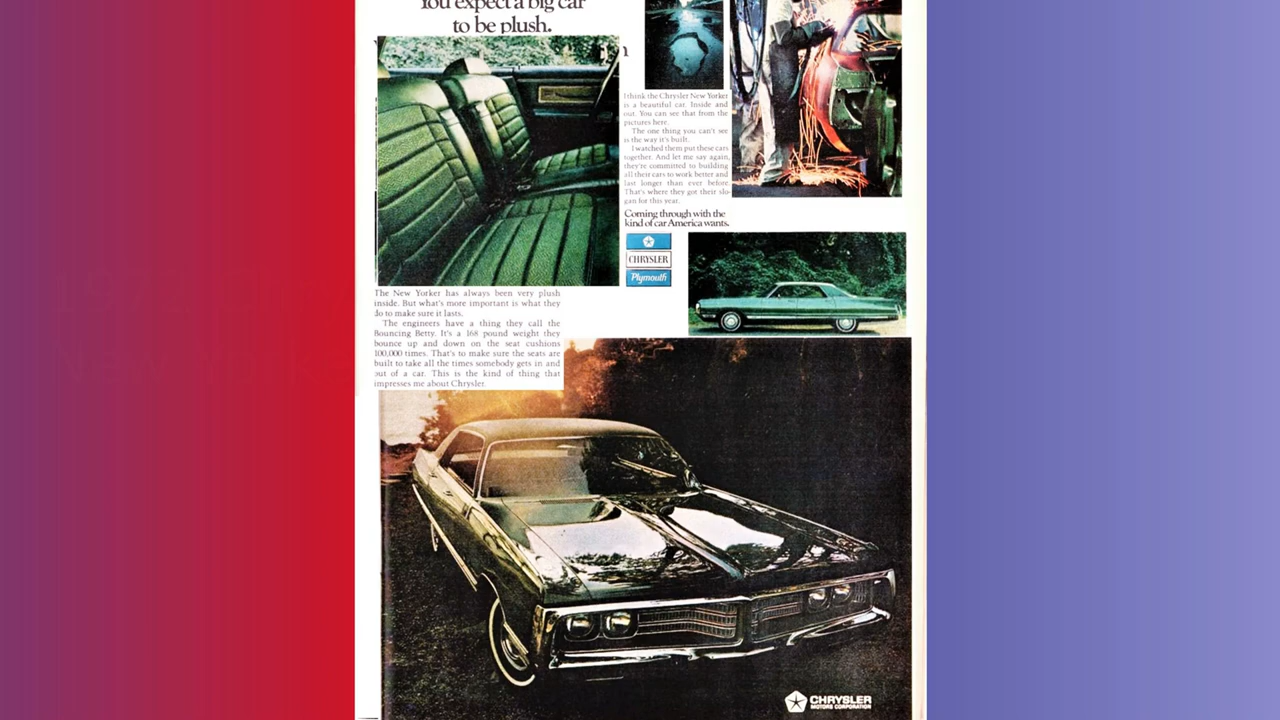 You expect a big car
to be plush.
I think the Chrysler New Yorker
is a beautiful car. Inside and
out. You can see that from the
pictures here.
The one thing you can't see
is the way it's built.
I watched them put these cars
together. And let me say again,
they're committed to building
all their cars to work better and
last longer than ever before
That's where they got their slo-
gan for this year.
Coming through with the
kind of car America wants.
CHRYSLER
Plymouth
The New Yorker has always been very plush
inside. But what's more important is what they
do to make sure it lasts.
The engineers have a thing they call the
Bouncing Betty. It's a 168 pound weight they
bounce up and down on the seat cushions
100,000 times. That's to make sure the seats are
built to take all the times somebody gets in and
out of a car. This is the kind of thing that
impresses me about Chrysler.
CHRYSLER
MOTORS CORPORATION